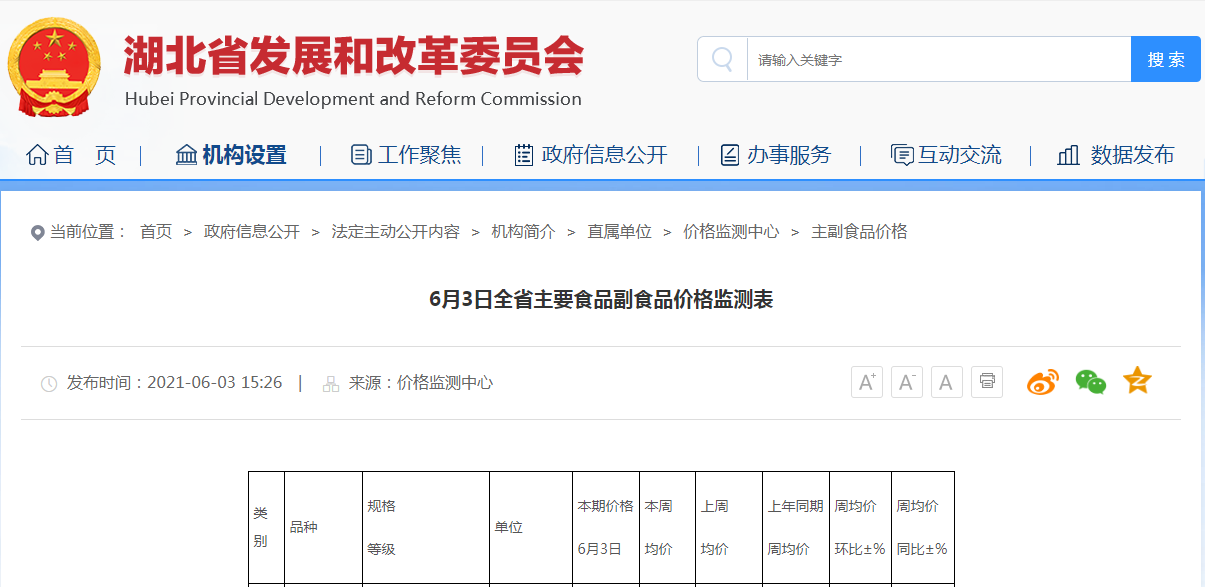 湖北省发展和改革委员会
Hubei Provincial Development and Reform Commission
请输入关键字
搜 索
首 页 | 机构设置 | 工作聚焦 | 政府信息公开 | 办事服务 | 互动交流 | 数据发布
当前位置： 首页 > 政府信息公开 > 法定主动公开内容 > 机构简介 > 直属单位 > 价格监测中心 > 主副食品价格
6月3日全省主要食品副食品价格监测表
发布时间：2021-06-03 15:26 | 来源：价格监测中心
A+ A- A
类别 品种 规格等级 单位 本期价格6月3日 本周均价 上周均价 上年同期周均价 周均价环比±% 周均价同比±%